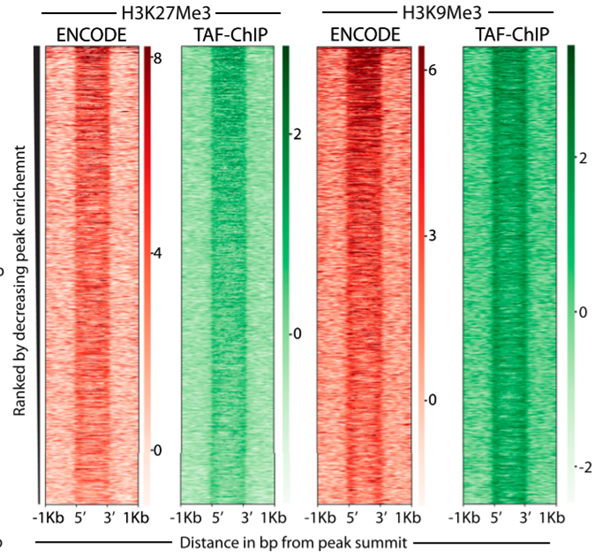 H3K27Me3 H3K9Me3
ENCODE TAF-ChIP ENCODE TAF-ChIP
Ranked by decreasing peak enrichemnt
-8
-4
-0
-2
-0
-6
-3
-0
-2
-0
-2
-1Kb 5' 3' 1Kb -1Kb 5' 3' 1Kb -1Kb 5' 3' 1Kb -1Kb 5' 3' 1Kb
Distance in bp from peak summit